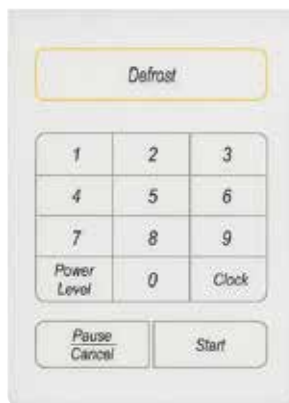 Defrost
1 2 3
4 5 6
7 8 9
Power
Level 0 Clock
Pause
Cancel Start